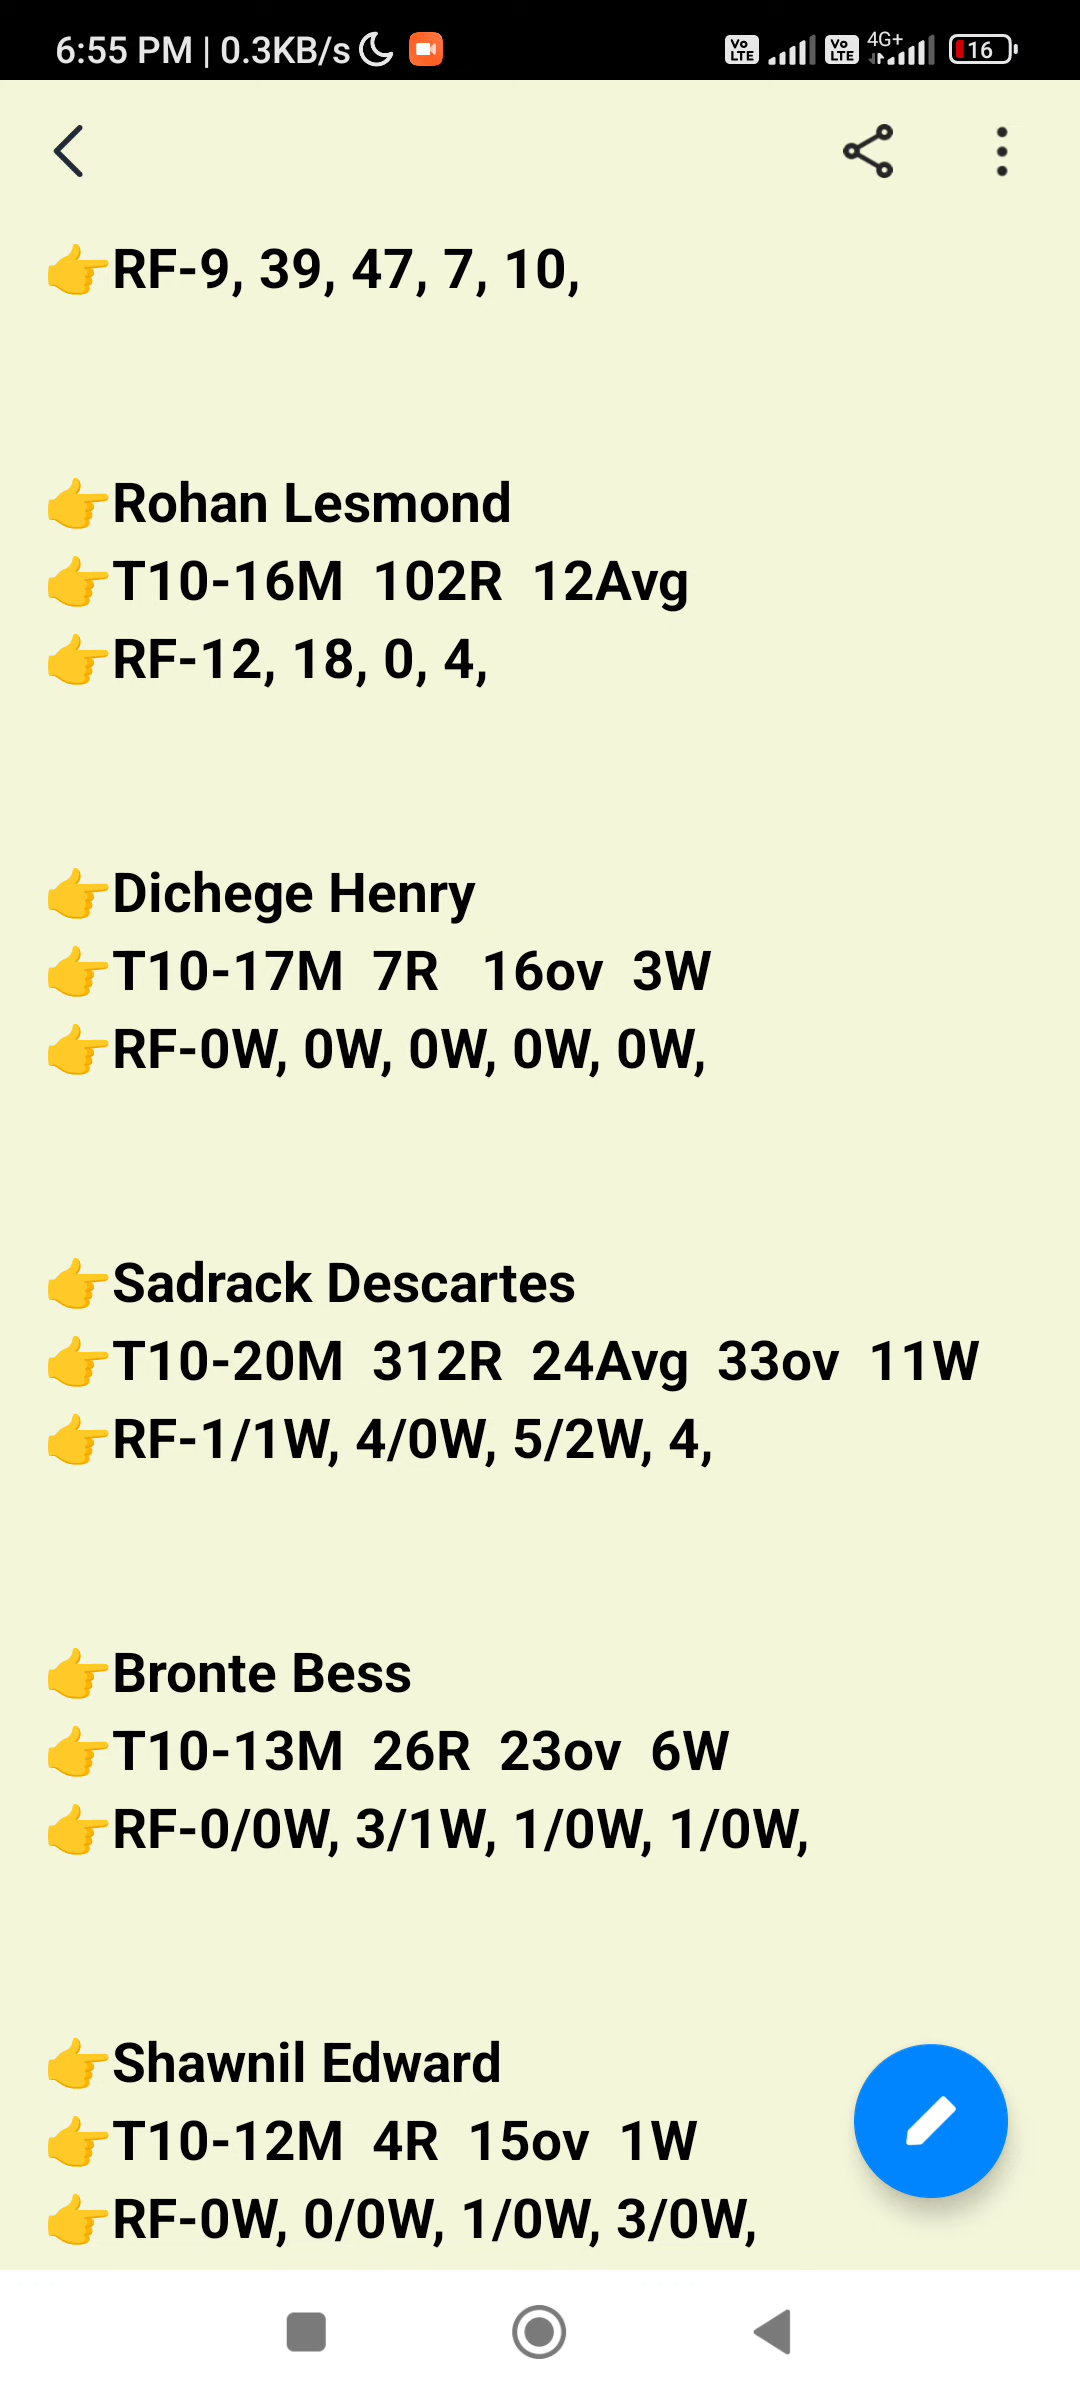 6:55 PM | 0.3KB/s Vo LTE Vo LTE 4G+ 16
👉RF-9, 39, 47, 7, 10,
👉Rohan Lesmond
👉T10-16M 102R 12Avg
👉RF-12, 18, 0, 4,
👉Dichege Henry
👉T10-17M 7R 16ov 3W
👉RF-0W, 0W, 0W, 0W, 0W,
👉Sadrack Descartes
👉T10-20M 312R 24Avg 33ov 11W
👉RF-1/1W, 4/0W, 5/2W, 4,
👉Bronte Bess
👉T10-13M 26R 23ov 6W
👉RF-0/0W, 3/1W, 1/0W, 1/0W,
👉Shawnil Edward
👉T10-12M 4R 15ov 1W
👉RF-0W, 0/0W, 1/0W, 3/0W,